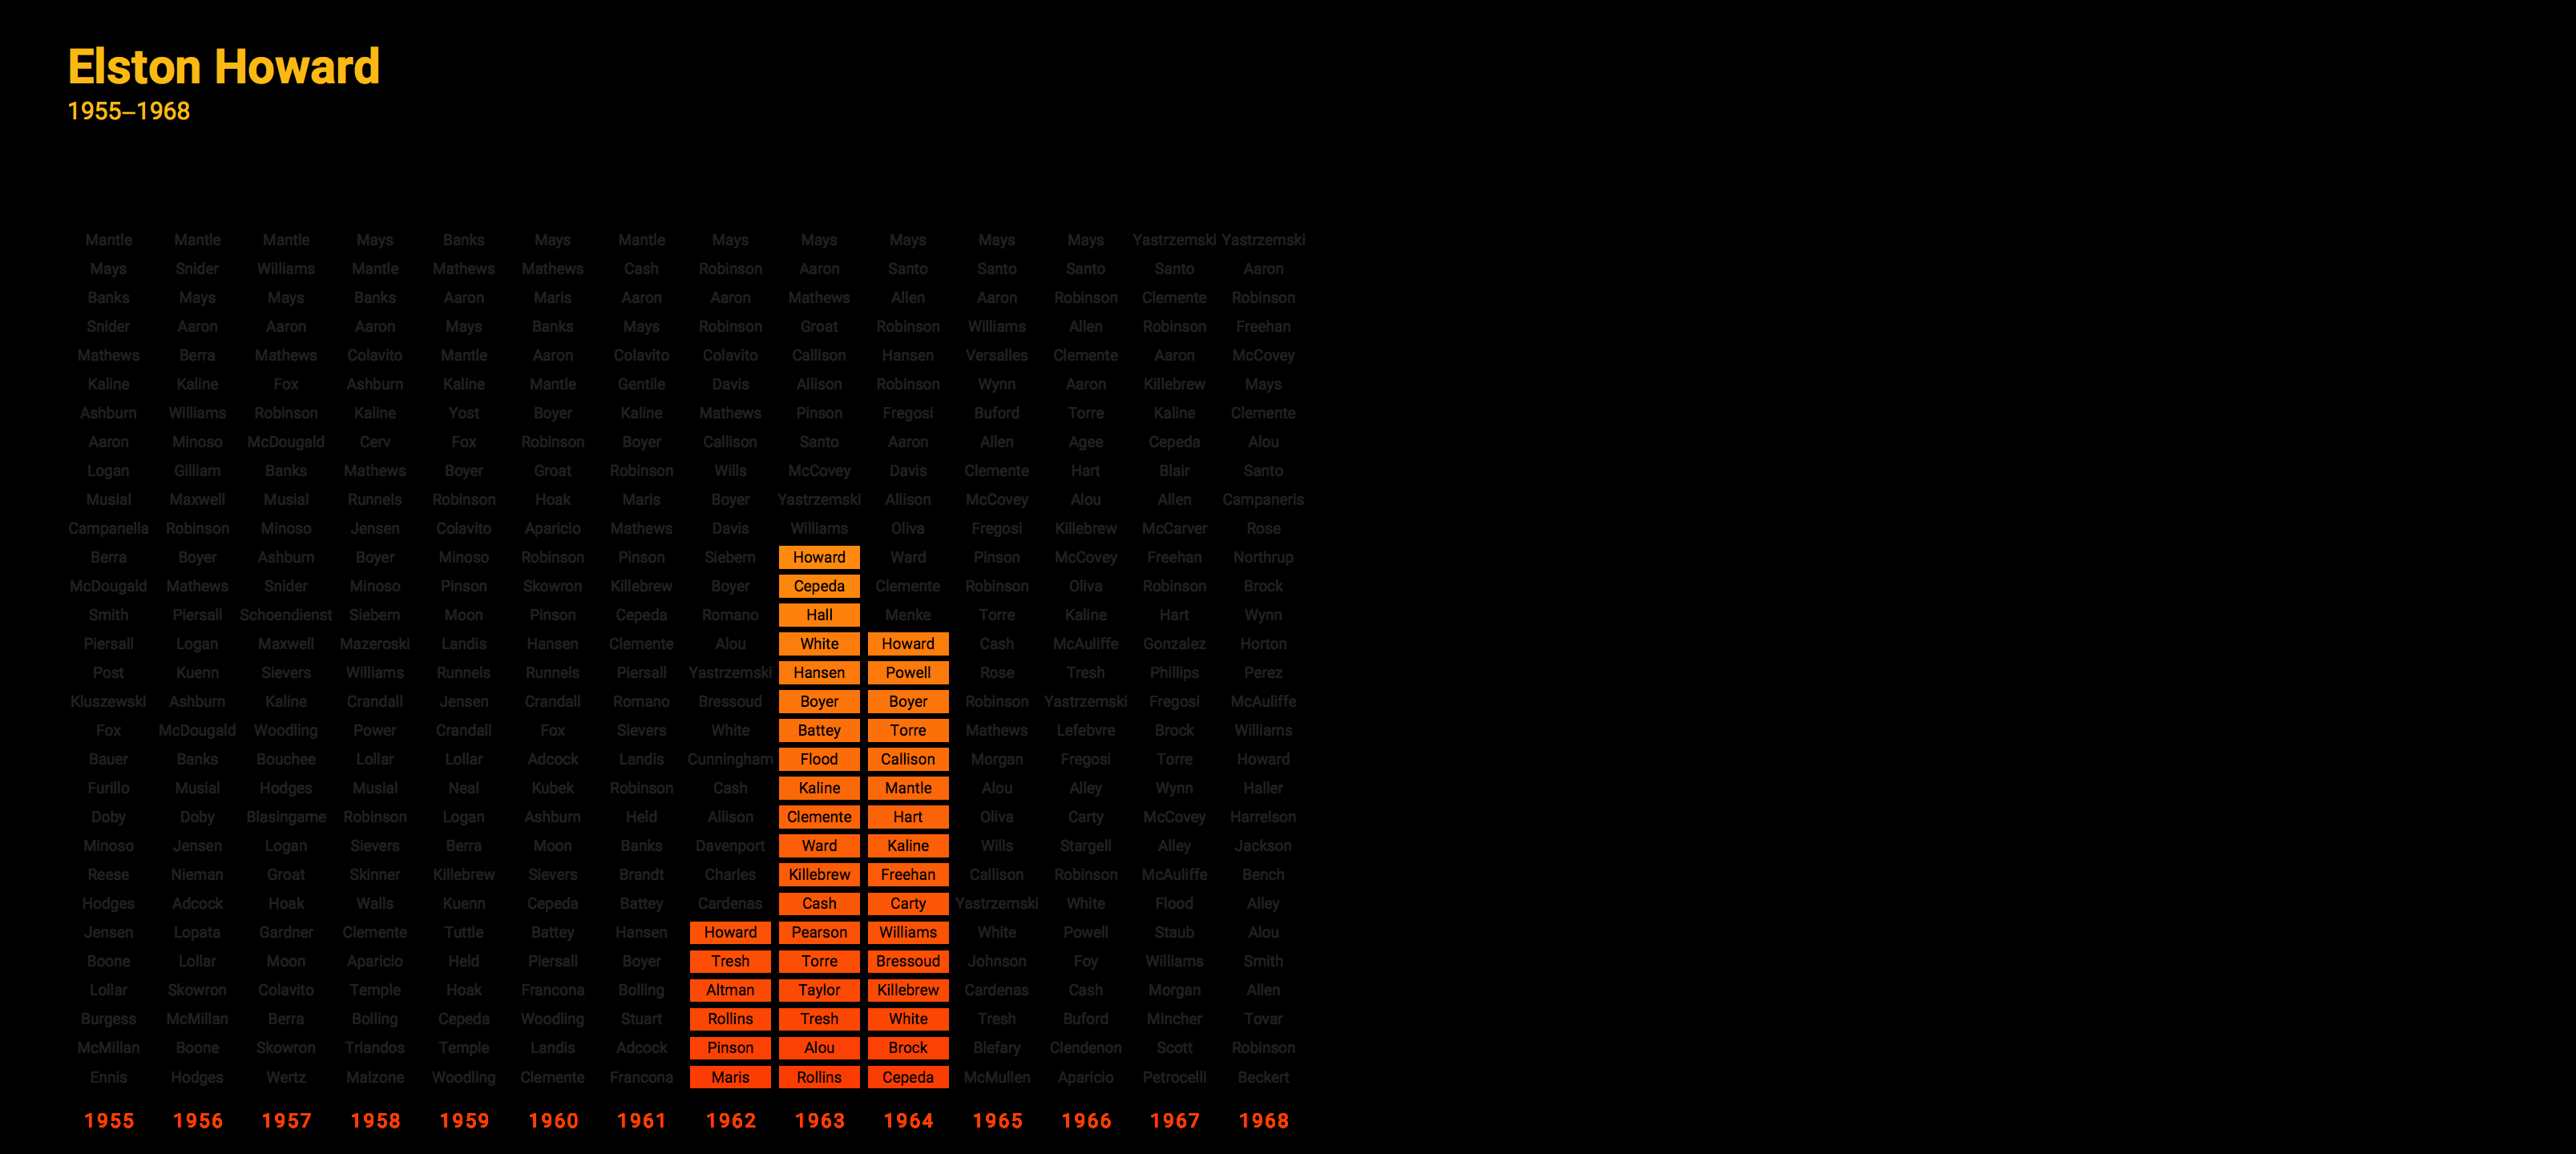 Elston Howard
1955–1968
Mantle Mantle Mantle Mays Banks Mays Mantle Mays Mays Mays Mays Mays Yastrzemski Yastrzemski
Mays Snider Williams Mantle Mathews Mathews Cash Robinson Aaron Santo Santo Santo Santo Aaron
Banks Mays Mays Banks Aaron Maris Aaron Aaron Mathews Allen Aaron Robinson Clemente Robinson
Snider Aaron Aaron Aaron Mays Banks Mays Robinson Groat Robinson Williams Allen Robinson Freehan
Mathews Berra Mathews Colavito Mantle Aaron Colavito Colavito Callison Hansen Versalles Clemente Aaron McCovey
Kaline Kaline Fox Ashburn Kaline Mantle Gentile Davis Allison Robinson Wynn Aaron Killebrew Mays
Ashburn Williams Robinson Kaline Yost Boyer Kaline Mathews Pinson Fregosi Buford Torre Kaline Clemente
Aaron Minoso McDougald Cerv Fox Robinson Boyer Callison Santo Aaron Allen Agee Cepeda Alou
Logan Gilliam Banks Mathews Boyer Groat Robinson Wills McCovey Davis Clemente Hart Blair Santo
Musial Maxwell Musial Runnels Robinson Hoak Maris Boyer Yastrzemski Allison McCovey Alou Allen Campaneris
Campanella Robinson Minoso Jensen Colavito Aparicio Mathews Davis Williams Oliva Fregosi Killebrew McCarver Rose
Berra Boyer Ashburn Boyer Minoso Robinson Pinson Siebern Howard Ward Pinson McCovey Freehan Northrup
McDougald Mathews Snider Minoso Pinson Skowron Killebrew Boyer Cepeda Clemente Robinson Oliva Robinson Brock
Smith Piersall Schoendienst Siebern Moon Pinson Cepeda Romano Hall Menke Torre Kaline Hart Wynn
Piersall Logan Maxwell Mazeroski Landis Hansen Clemente Alou White Howard Cash McAuliffe Gonzalez Horton
Post Kuenn Sievers Williams Runnels Runnels Piersall Yastrzemski Hansen Powell Rose Tresh Phillips Perez
Kluszewski Ashburn Kaline Crandall Jensen Crandall Romano Bressoud Boyer Boyer Robinson Yastrzemski Fregosi McAuliffe
Fox McDougald Woodling Power Crandall Fox Sievers White Battey Torre Mathews Lefebvre Brock Williams
Bauer Banks Bouchee Lollar Lollar Adcock Landis Cunningham Flood Callison Morgan Fregosi Torre Howard
Furillo Musial Hodges Musial Neal Kubek Robinson Cash Kaline Mantle Alou Alley Wynn Haller
Doby Doby Blasingame Robinson Logan Ashburn Held Allison Clemente Hart Oliva Carty McCovey Harrelson
Minoso Jensen Logan Sievers Berra Moon Banks Davenport Ward Kaline Wills Stargell Alley Jackson
Reese Nieman Groat Skinner Killebrew Sievers Brandt Charles Killebrew Freehan Callison Robinson McAuliffe Bench
Hodges Adcock Hoak Walls Kuenn Cepeda Battey Cardenas Cash Carty Yastrzemski White Flood Alley
Jensen Lopata Gardner Clemente Tuttle Battey Hansen Howard Pearson Williams White Powell Staub Alou
Boone Lollar Moon Aparicio Held Piersall Boyer Tresh Torre Bressoud Johnson Foy Williams Smith
Lollar Skowron Colavito Temple Hoak Francona Bolling Altman Taylor Killebrew Cardenas Cash Morgan Allen
Burgess McMillan Berra Bolling Cepeda Woodling Stuart Rollins Tresh White Tresh Buford Mincher Tovar
McMillan Boone Skowron Triandos Temple Landis Adcock Pinson Alou Brock Blefary Clendenon Scott Robinson
Ennis Hodges Wertz Malzone Woodling Clemente Francona Maris Rollins Cepeda McMullen Aparicio Petrocelli Beckert
1955 1956 1957 1958 1959 1960 1961 1962 1963 1964 1965 1966 1967 1968